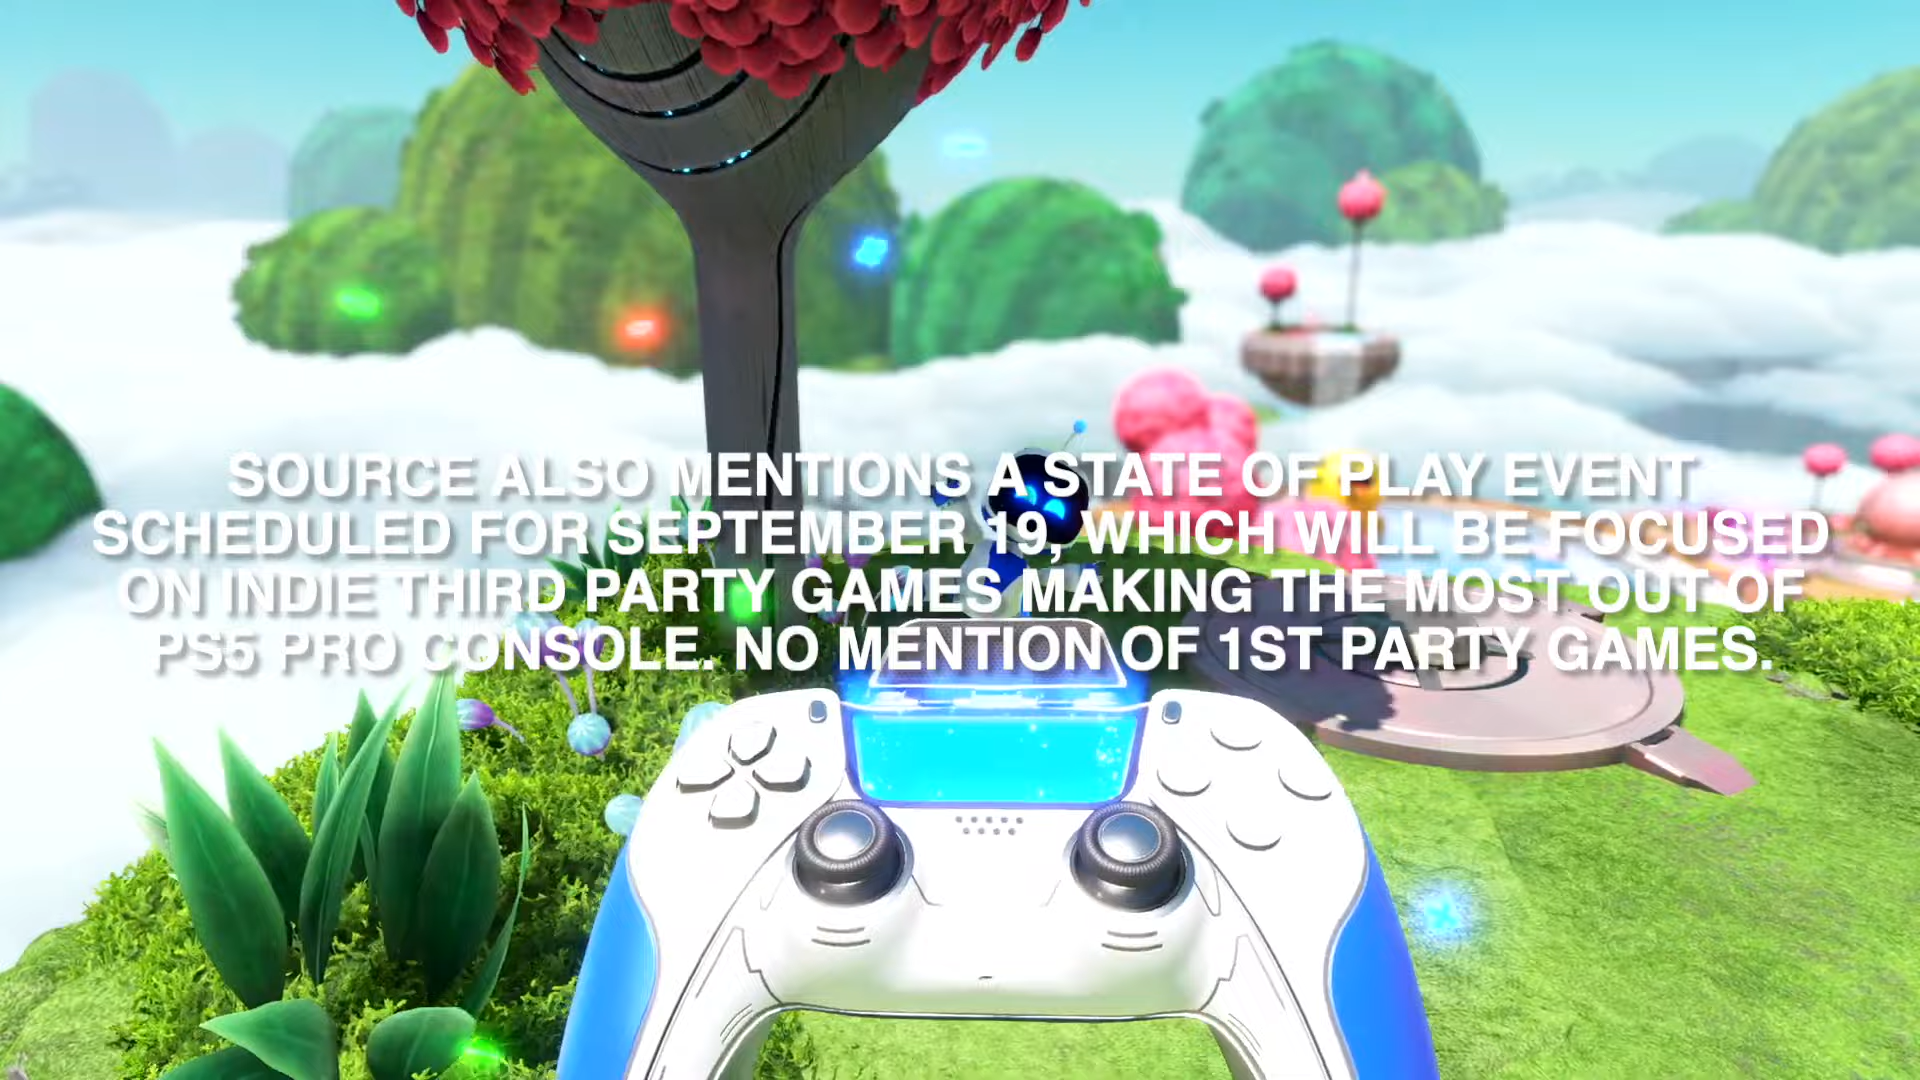 SOURCE ALSO MENTIONS A STATE OF PLAY EVENT
SCHEDULED FOR SEPTEMBER 19, WHICH WILL BE FOCUSED
ON INDIE THIRD PARTY GAMES MAKING THE MOST OUT OF
PS5 PRO CONSOLE. NO MENTION OF 1ST PARTY GAMES.